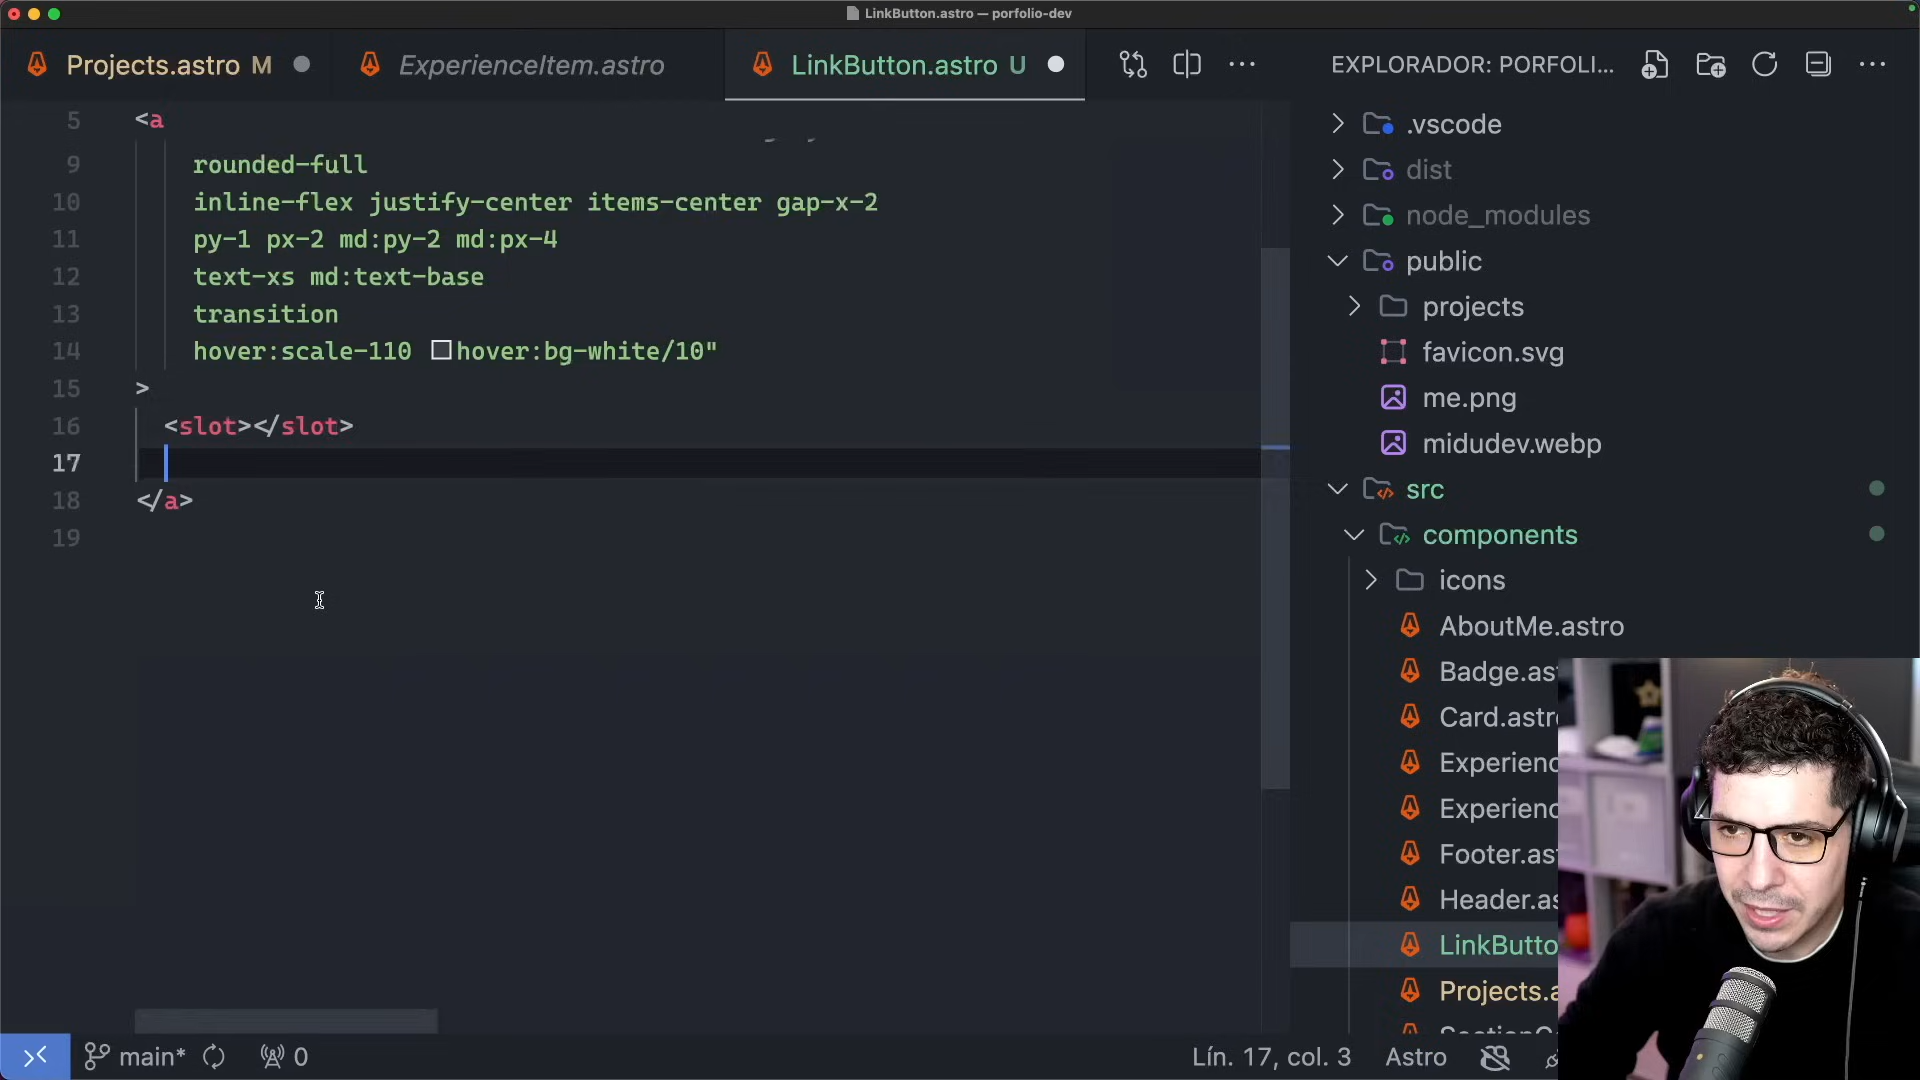 LinkButton.astro — porfolio-dev
Projects.astro M
ExperienceItem.astro
LinkButton.astro U
EXPLORADOR: PORFOLI...
5 <a
9 rounded-full
10 inline-flex justify-center items-center gap-x-2
11 py-1 px-2 md:py-2 md:px-4
12 text-xs md:text-base
13 transition
14 hover:scale-110 hover:bg-white/10"
15 >
16 <slot></slot>
17
18 </a>
19
.vscode
dist
node_modules
public
projects
favicon.svg
me.png
midudev.webp
src
components
icons
AboutMe.astro
Badge.as
Card.astr
Experienc
Experienc
Footer.as
Header.as
LinkButto
Projects.a
main*
0
Lín. 17, col. 3
Astro